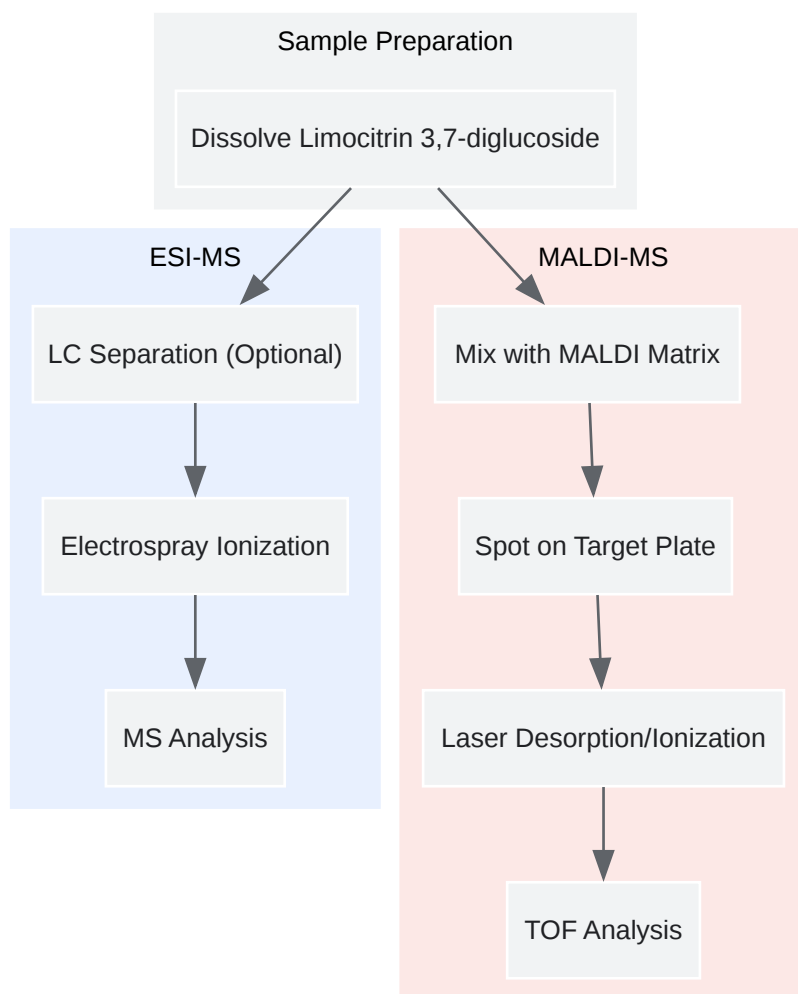 Sample Preparation
Dissolve Limocitrin 3,7-diglucoside
ESI-MS
LC Separation (Optional)
Electrospray Ionization
MS Analysis
MALDI-MS
Mix with MALDI Matrix
Spot on Target Plate
Laser Desorption/Ionization
TOF Analysis